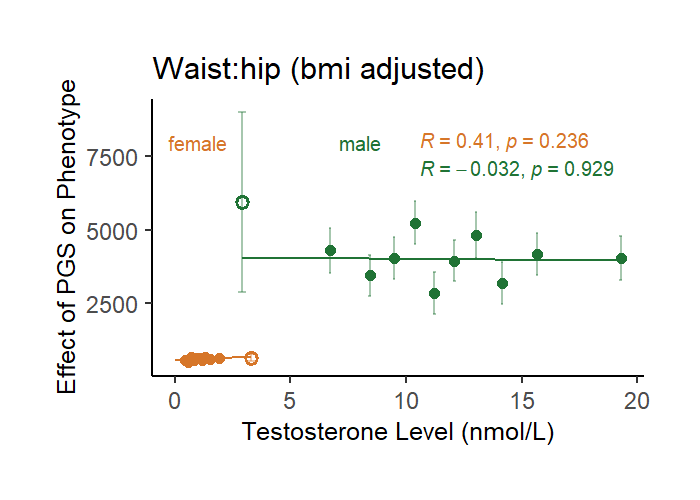 Waist:hip (bmi adjusted)
Effect of PGS on Phenotype
7500
5000
2500
female
male
R = 0.41, p = 0.236
R = −0.032, p = 0.929
0 5 10 15 20
Testosterone Level (nmol/L)